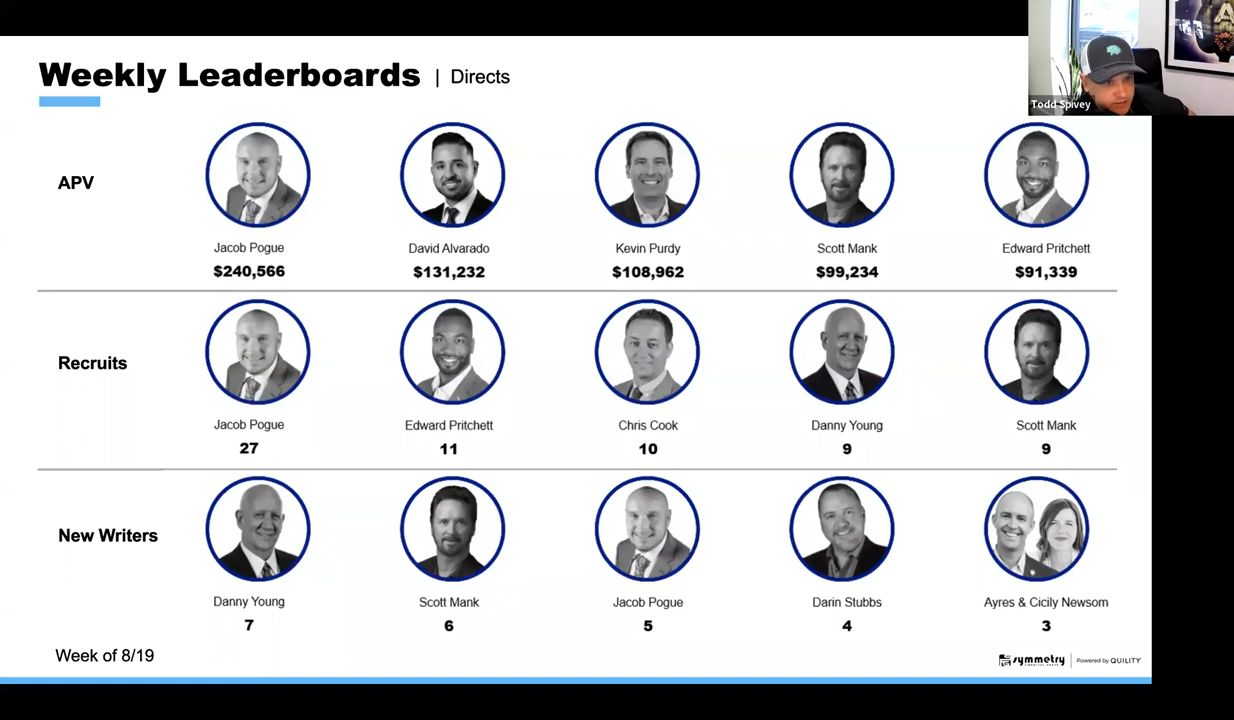 Weekly Leaderboards | Directs
Todd Spivey
APV
Jacob Pogue
$240,566
David Alvarado
$131,232
Kevin Purdy
$108,962
Scott Mank
$99,234
Edward Pritchett
$91,339
Recruits
Jacob Pogue
27
Edward Pritchett
11
Chris Cook
10
Danny Young
9
Scott Mank
9
New Writers
Danny Young
7
Scott Mank
6
Jacob Pogue
5
Darin Stubbs
4
Ayres & Cicily Newsom
3
Week of 8/19
symmetry
FINANCIAL GROUP
Powered by QUILITY